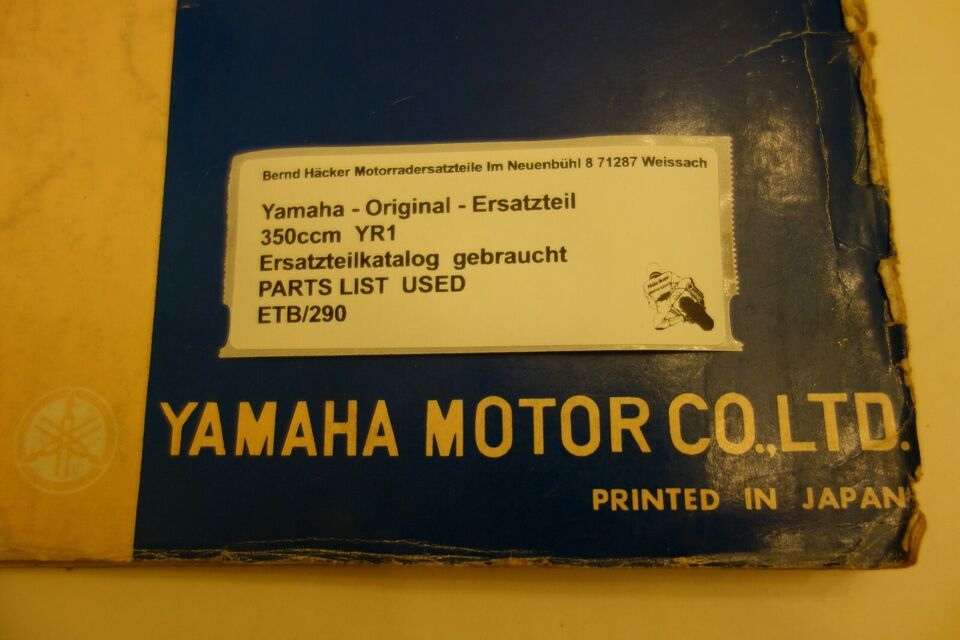 Bernd Häcker Motorradersatzteile Im Neuenbühl 8 71287 Weissach
Yamaha - Original - Ersatzteil
350ccm YR1
Ersatzteilkatalog gebraucht
PARTS LIST USED
ETB/290
Häcker
YAMAHA MOTOR CO.,LTD.
PRINTED IN JAPAN